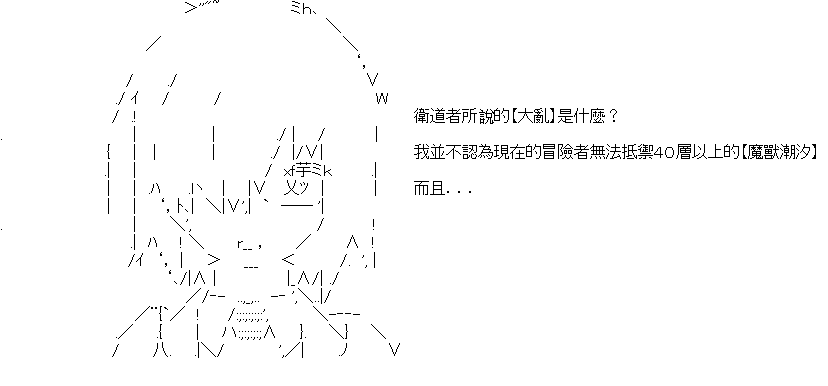 衛道者所說的【大亂】是什麼？
我並不認為現在的冒險者無法抵禦40層以上的【魔獸潮汐】
而且...